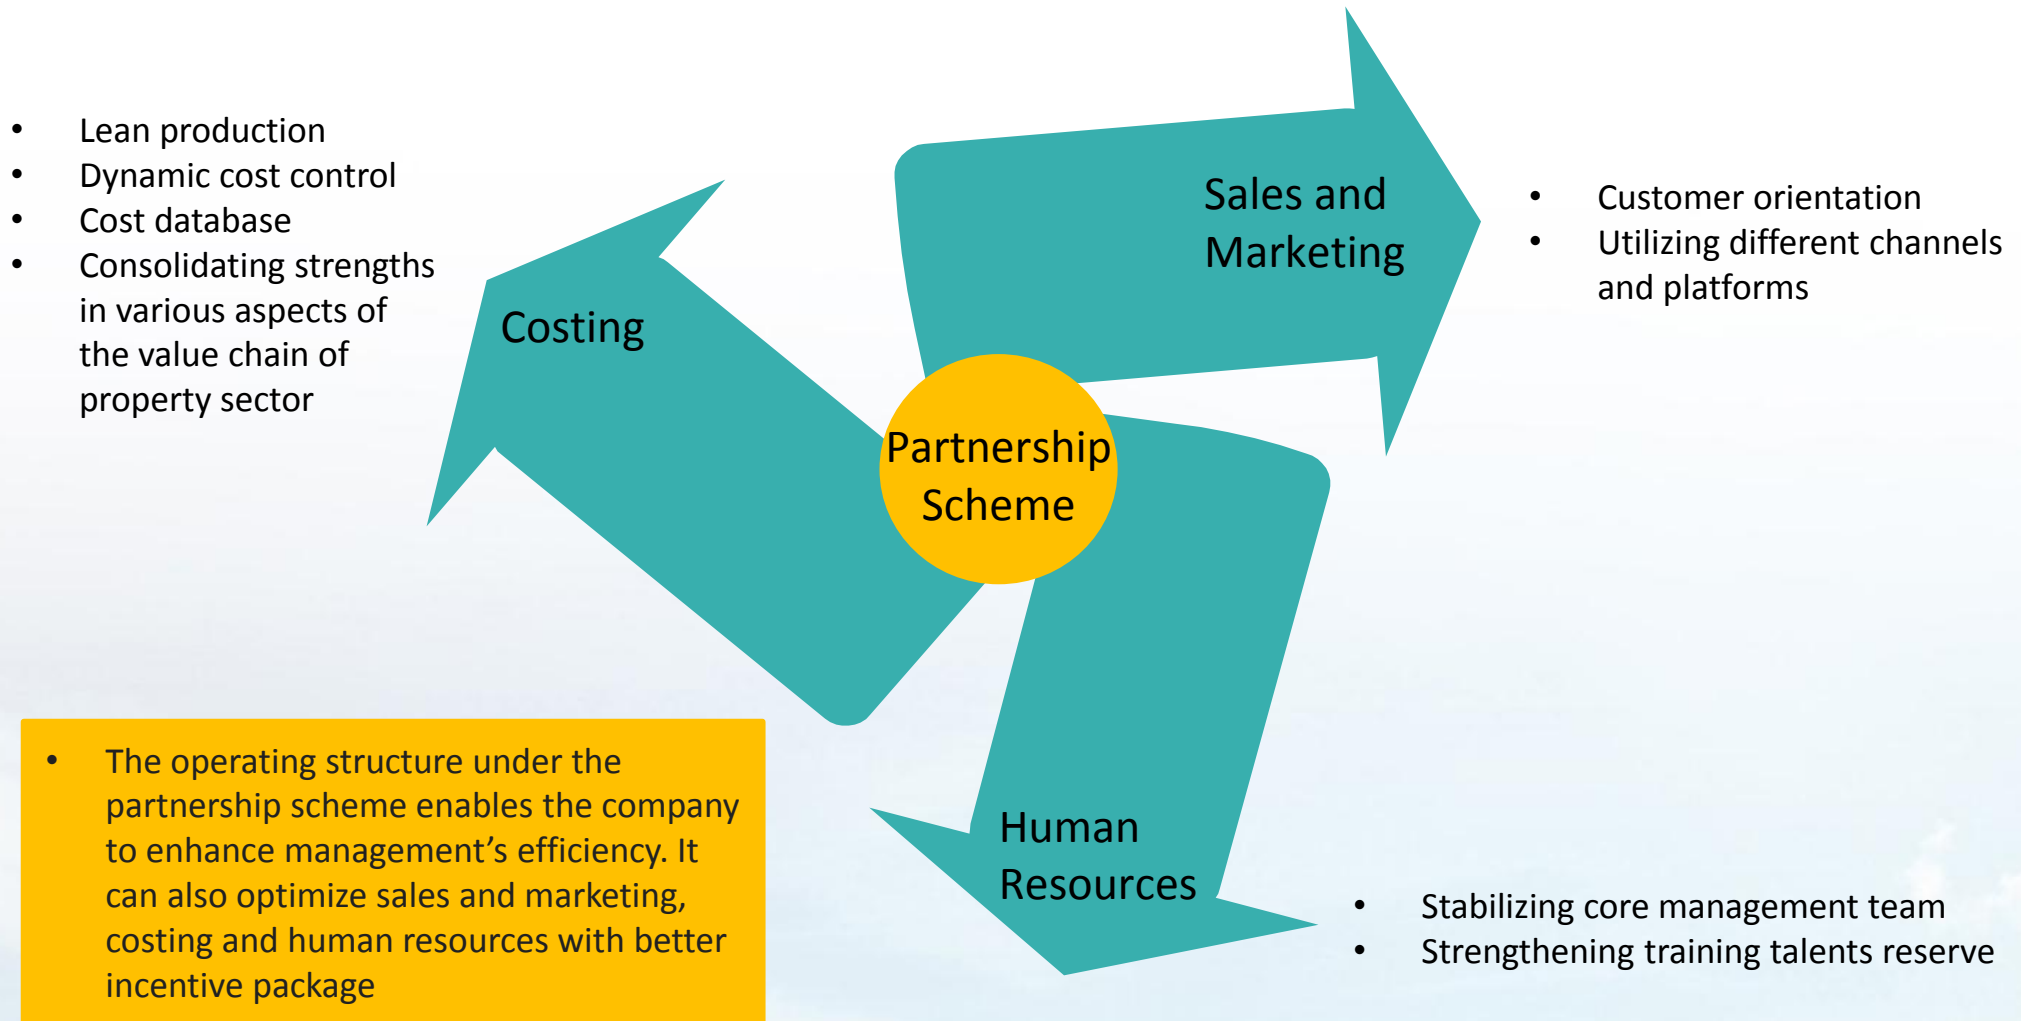 • Lean production
• Dynamic cost control
• Cost database
• Consolidating strengths
in various aspects of
the value chain of
property sector
Costing
Sales and
Marketing
• Customer orientation
• Utilizing different channels
and platforms
Partnership
Scheme
Human
Resources
• Stabilizing core management team
• Strengthening training talents reserve
• The operating structure under the
partnership scheme enables the company
to enhance management’s efficiency. It
can also optimize sales and marketing,
costing and human resources with better
incentive package